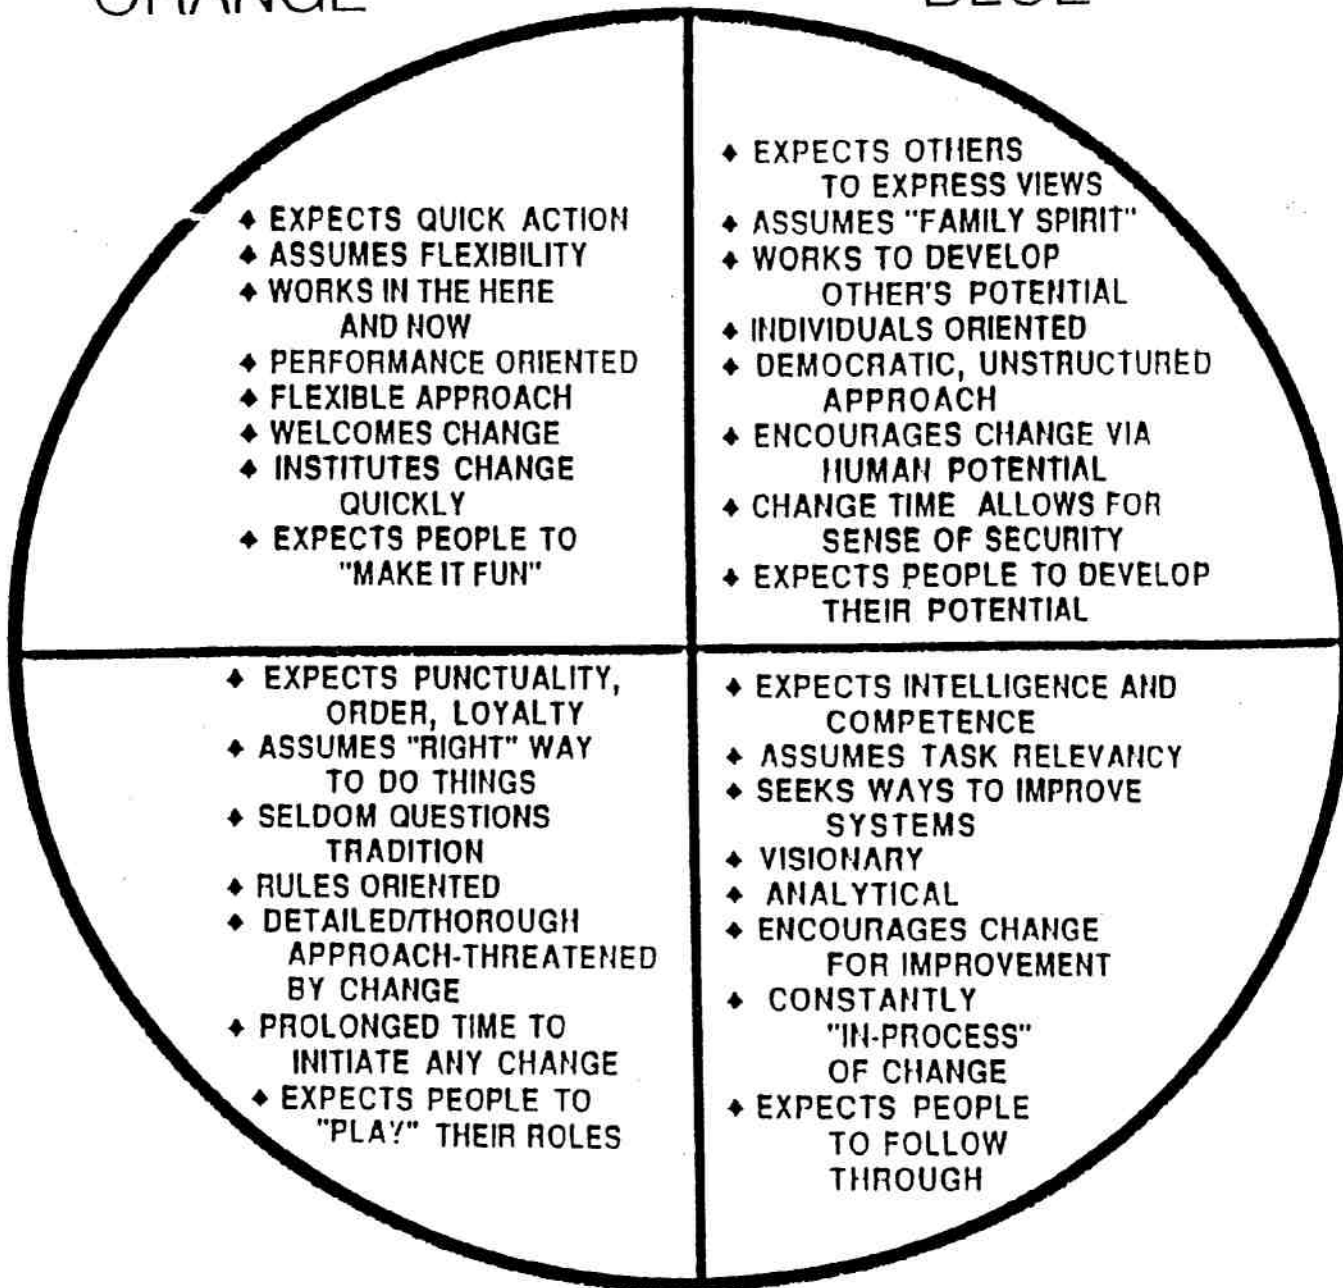 ORANGE
BLUE
♦ EXPECTS QUICK ACTION
♦ ASSUMES FLEXIBILITY
♦ WORKS IN THE HERE
AND NOW
♦ PERFORMANCE ORIENTED
♦ FLEXIBLE APPROACH
♦ WELCOMES CHANGE
♦ INSTITUTES CHANGE
QUICKLY
♦ EXPECTS PEOPLE TO
"MAKE IT FUN"
♦ EXPECTS OTHERS
TO EXPRESS VIEWS
♦ ASSUMES "FAMILY SPIRIT"
♦ WORKS TO DEVELOP
OTHER'S POTENTIAL
♦ INDIVIDUALS ORIENTED
♦ DEMOCRATIC, UNSTRUCTURED
APPROACH
♦ ENCOURAGES CHANGE VIA
HUMAN POTENTIAL
♦ CHANGE TIME ALLOWS FOR
SENSE OF SECURITY
♦ EXPECTS PEOPLE TO DEVELOP
THEIR POTENTIAL
♦ EXPECTS PUNCTUALITY,
ORDER, LOYALTY
♦ ASSUMES "RIGHT" WAY
TO DO THINGS
♦ SELDOM QUESTIONS
TRADITION
♦ RULES ORIENTED
♦ DETAILED/THOROUGH
APPROACH-THREATENED
BY CHANGE
♦ PROLONGED TIME TO
INITIATE ANY CHANGE
♦ EXPECTS PEOPLE TO
"PLAY" THEIR ROLES
♦ EXPECTS INTELLIGENCE AND
COMPETENCE
♦ ASSUMES TASK RELEVANCY
♦ SEEKS WAYS TO IMPROVE
SYSTEMS
♦ VISIONARY
♦ ANALYTICAL
♦ ENCOURAGES CHANGE
FOR IMPROVEMENT
♦ CONSTANTLY
"IN-PROCESS"
OF CHANGE
♦ EXPECTS PEOPLE
TO FOLLOW
THROUGH